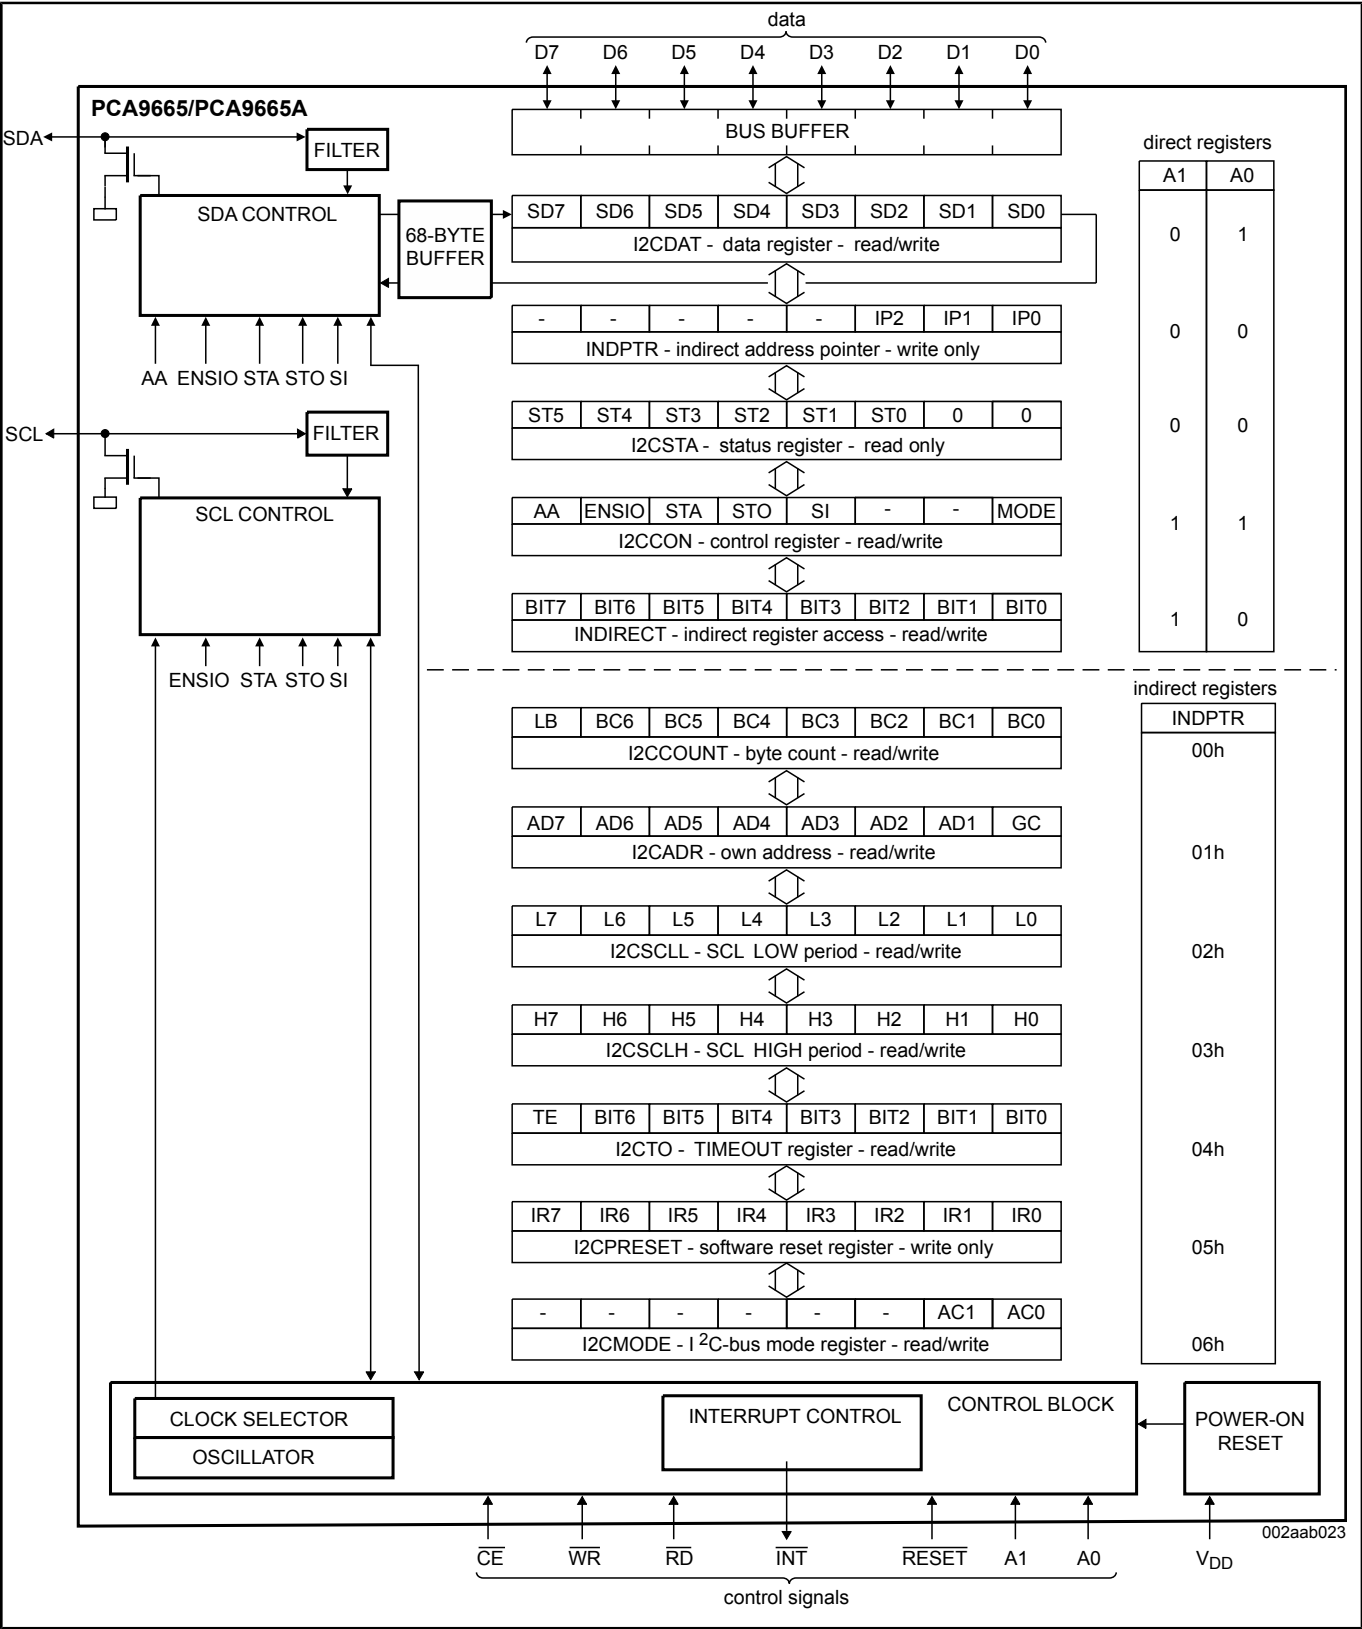 data
D7 D6 D5 D4 D3 D2 D1 D0
PCA9665/PCA9665A
SDA
FILTER
BUS BUFFER
direct registers
A1 A0
SDA CONTROL
68-BYTE
BUFFER
SD7 SD6 SD5 SD4 SD3 SD2 SD1 SD0
I2CDAT - data register - read/write
0 1
- - - - - IP2 IP1 IP0
INDPTR - indirect address pointer - write only
0 0
AA ENSIO STA STO SI
ST5 ST4 ST3 ST2 ST1 ST0 0 0
I2CSTA - status register - read only
0 0
SCL
FILTER
SCL CONTROL
AA ENSIO STA STO SI - - MODE
I2CCON - control register - read/write
1 1
BIT7 BIT6 BIT5 BIT4 BIT3 BIT2 BIT1 BIT0
INDIRECT - indirect register access - read/write
1 0
ENSIO STA STO SI
indirect registers
INDPTR
LB BC6 BC5 BC4 BC3 BC2 BC1 BC0
I2CCOUNT - byte count - read/write
00h
AD7 AD6 AD5 AD4 AD3 AD2 AD1 GC
I2CADR - own address - read/write
01h
L7 L6 L5 L4 L3 L2 L1 L0
I2CSCLL - SCL LOW period - read/write
02h
H7 H6 H5 H4 H3 H2 H1 H0
I2CSCLH - SCL HIGH period - read/write
03h
TE BIT6 BIT5 BIT4 BIT3 BIT2 BIT1 BIT0
I2CTO - TIMEOUT register - read/write
04h
IR7 IR6 IR5 IR4 IR3 IR2 IR1 IR0
I2CPRESET - software reset register - write only
05h
- - - - - - AC1 AC0
I2CMODE - I 2C-bus mode register - read/write
06h
CLOCK SELECTOR
OSCILLATOR
INTERRUPT CONTROL
CONTROL BLOCK
POWER-ON
RESET
002aab023
CE WR RD INT RESET A1 A0 VDD
control signals